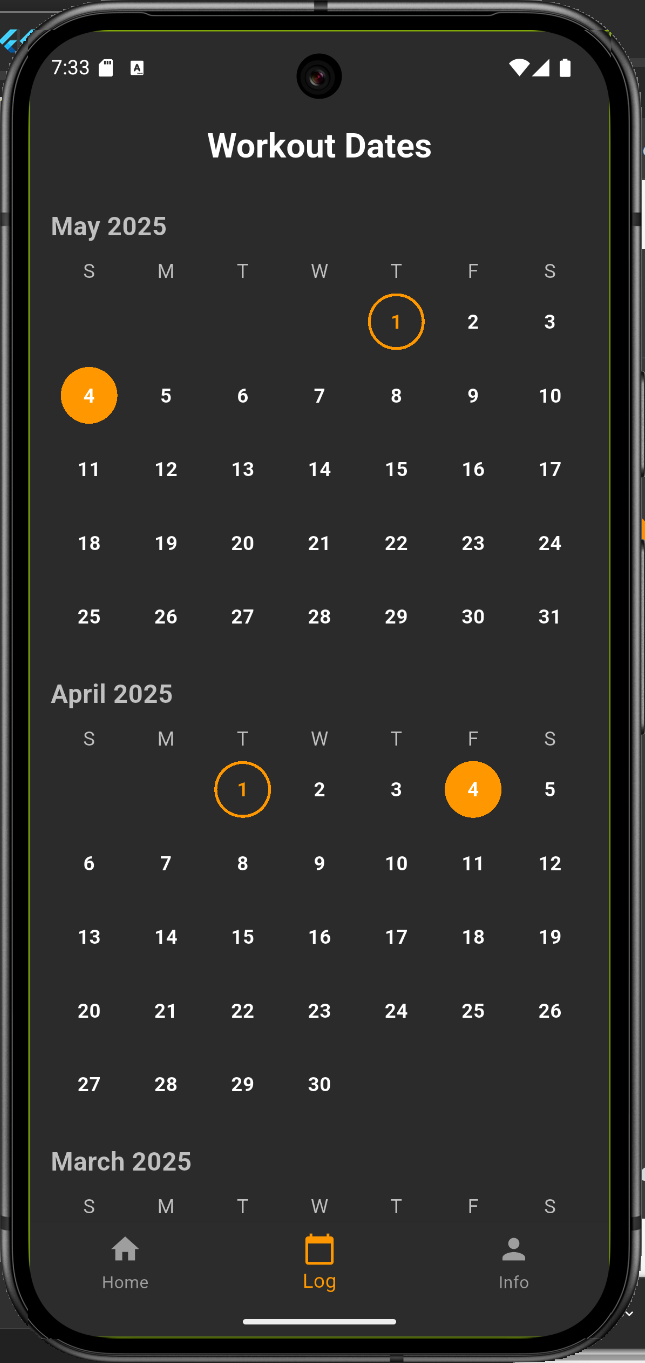 7:33 A
Workout Dates
May 2025
S M T W T F S
1 2 3
4 5 6 7 8 9 10
11 12 13 14 15 16 17
18 19 20 21 22 23 24
25 26 27 28 29 30 31
April 2025
S M T W T F S
1 2 3 4 5
6 7 8 9 10 11 12
13 14 15 16 17 18 19
20 21 22 23 24 25 26
27 28 29 30
March 2025
S M T W T F S
Home Log Info